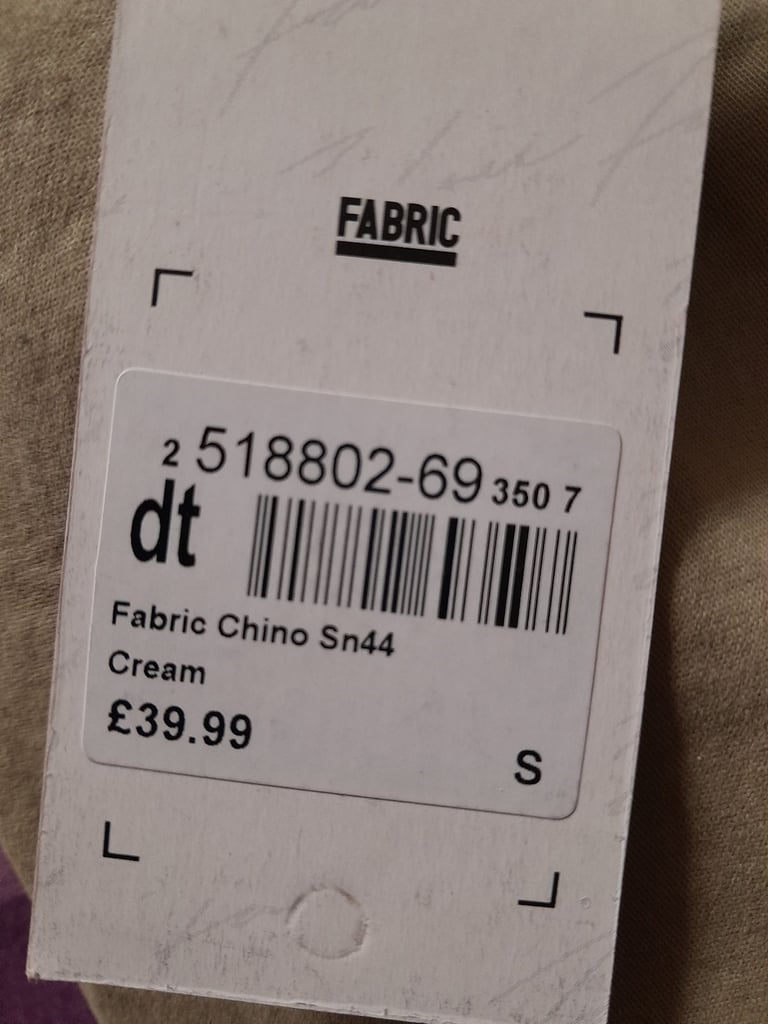 FABRIC
2 518802-69 350 7
dt
Fabric Chino Sn44
Cream
£39.99
S